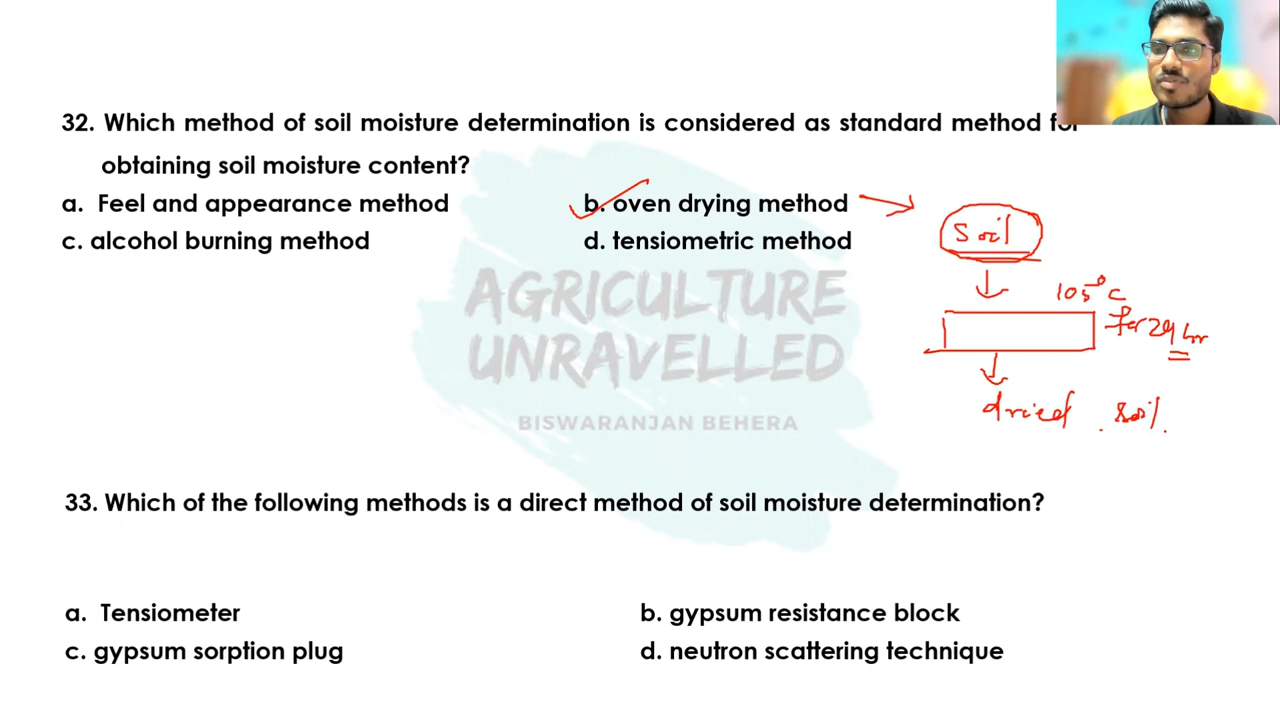 32. Which method of soil moisture determination is considered as standard method for
obtaining soil moisture content?
a. Feel and appearance method
b. oven drying method
c. alcohol burning method
d. tensiometric method
soil
105°C
for 24 hr
dried soil.
AGRICULTURE
UNRAVELLED
BISWARANJAN BEHERA
33. Which of the following methods is a direct method of soil moisture determination?
a. Tensiometer
b. gypsum resistance block
c. gypsum sorption plug
d. neutron scattering technique